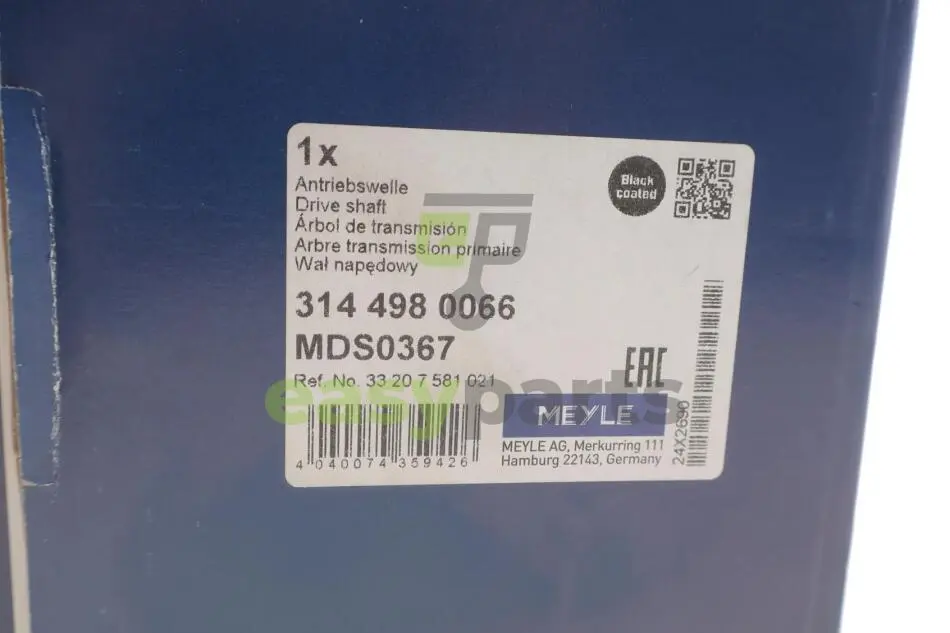 1x
Antriebswelle
Drive shaft
Árbol de transmisión
Arbre transmission primaire
Wał napędowy
Black
coated
314 498 0066
MDS0367
Ref. No. 33 20 7 581 021
EAC
easyparts
MEYLE
MEYLE AG, Merkurring 111
Hamburg 22143, Germany
4 040074 359426
24X2690